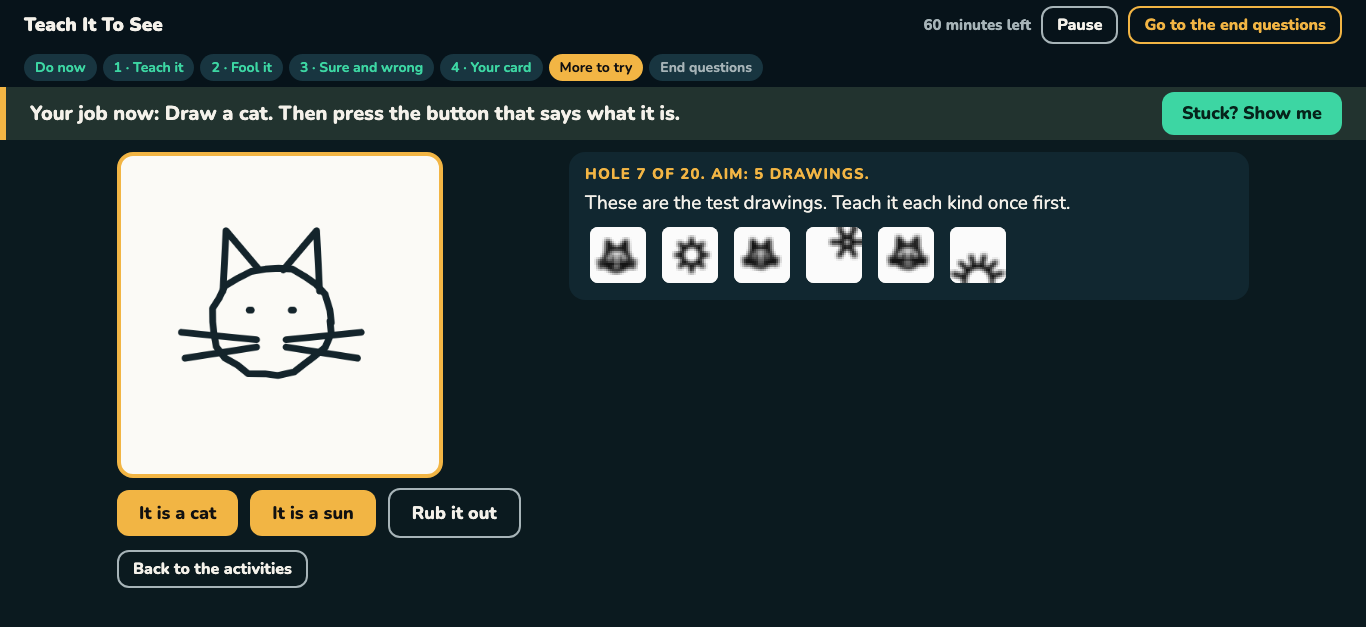 Teach It To See
60 minutes left
Pause
Go to the end questions
Do now
1 · Teach it
2 · Fool it
3 · Sure and wrong
4 · Your card
More to try
End questions
Your job now: Draw a cat. Then press the button that says what it is.
Stuck? Show me
HOLE 7 OF 20. AIM: 5 DRAWINGS.
These are the test drawings. Teach it each kind once first.
It is a cat
It is a sun
Rub it out
Back to the activities